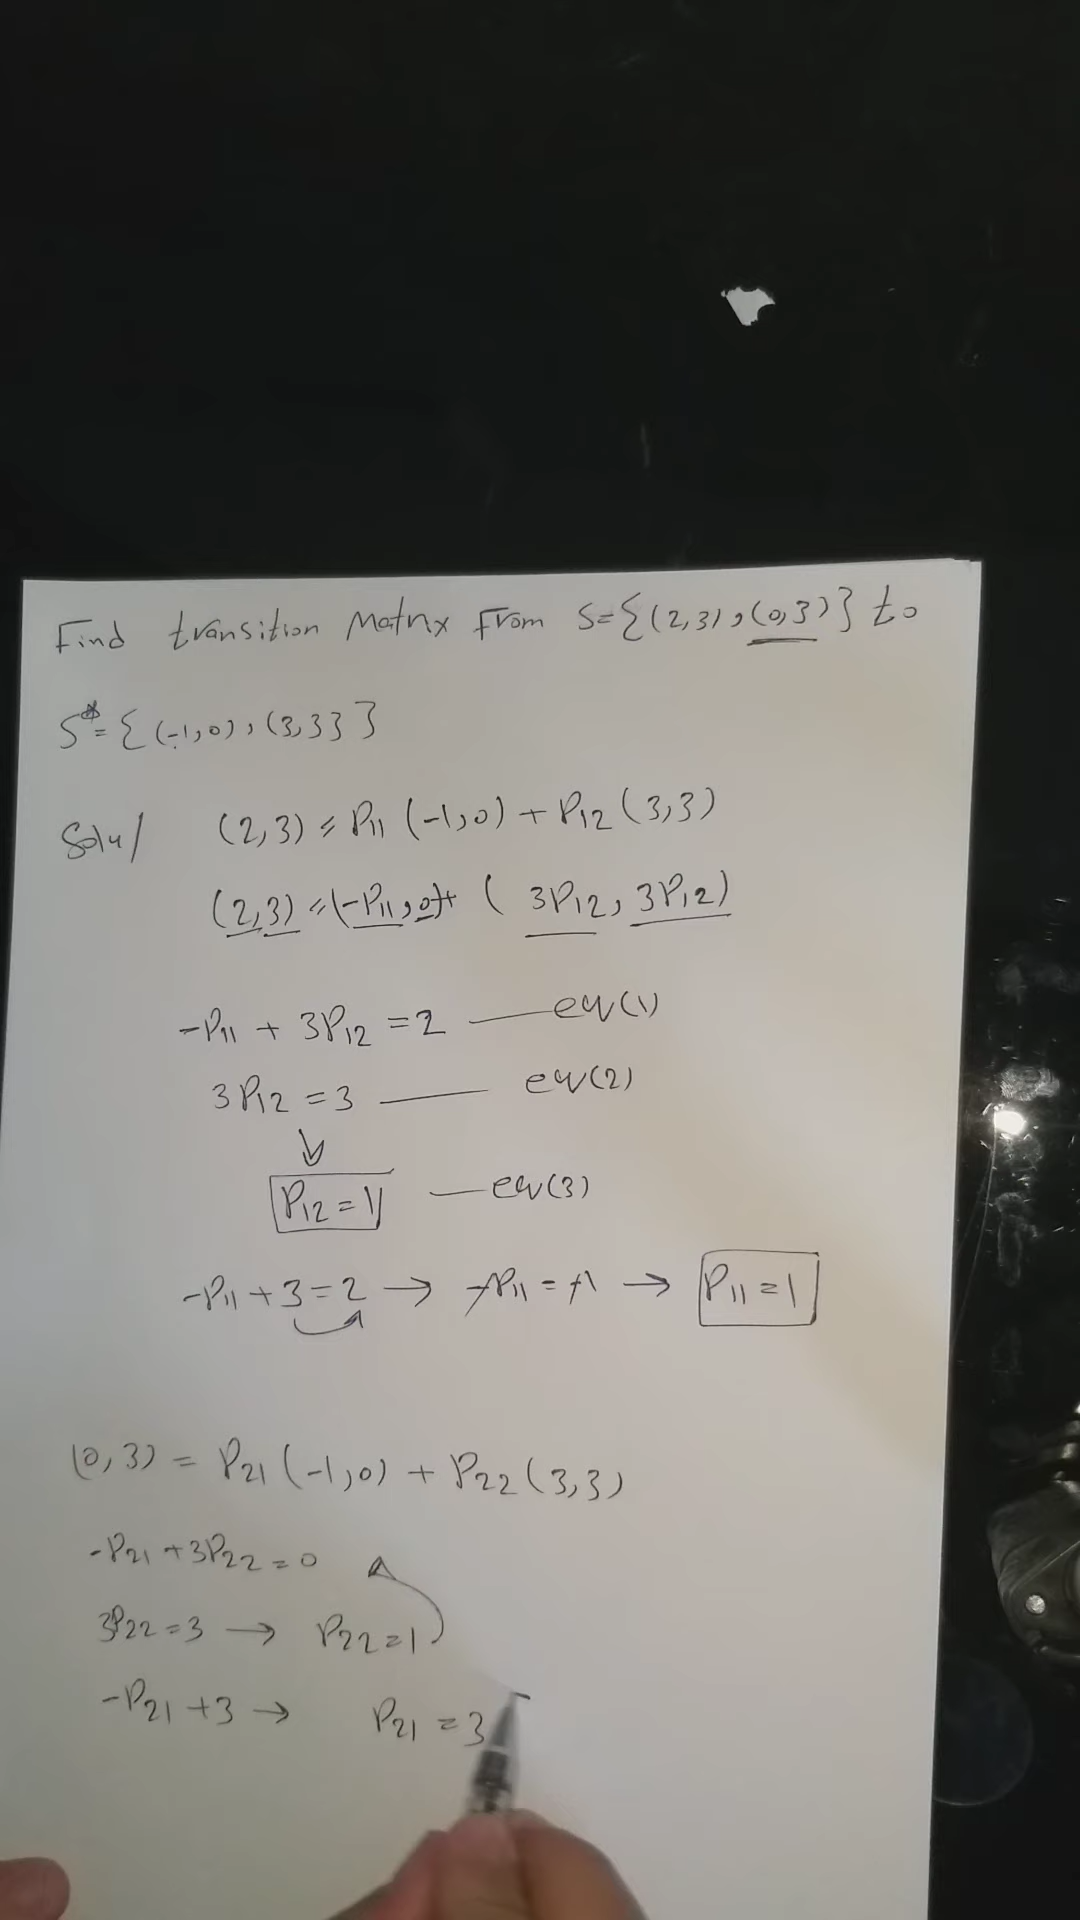 Find transition Matrix From S={(2,3),(0,3)} to
S*={(-1,0),(3,3}}
Solu/ (2,3) = P11 (-1,0) + P12 (3,3)
(2,3) = (-P11,0)+ ( 3P12, 3P12)
-P11 + 3P12 = 2 — eq(1)
3P12 = 3 — eq(2)
↓
P12 = 1 — eq(3)
-P11 + 3 = 2 → -P11 = -1 → P11 = 1
(0,3) = P21 (-1,0) + P22 (3,3)
-P21 + 3P22 = 0
3P22 = 3 → P22 = 1
-P21 + 3 → P21 = 3